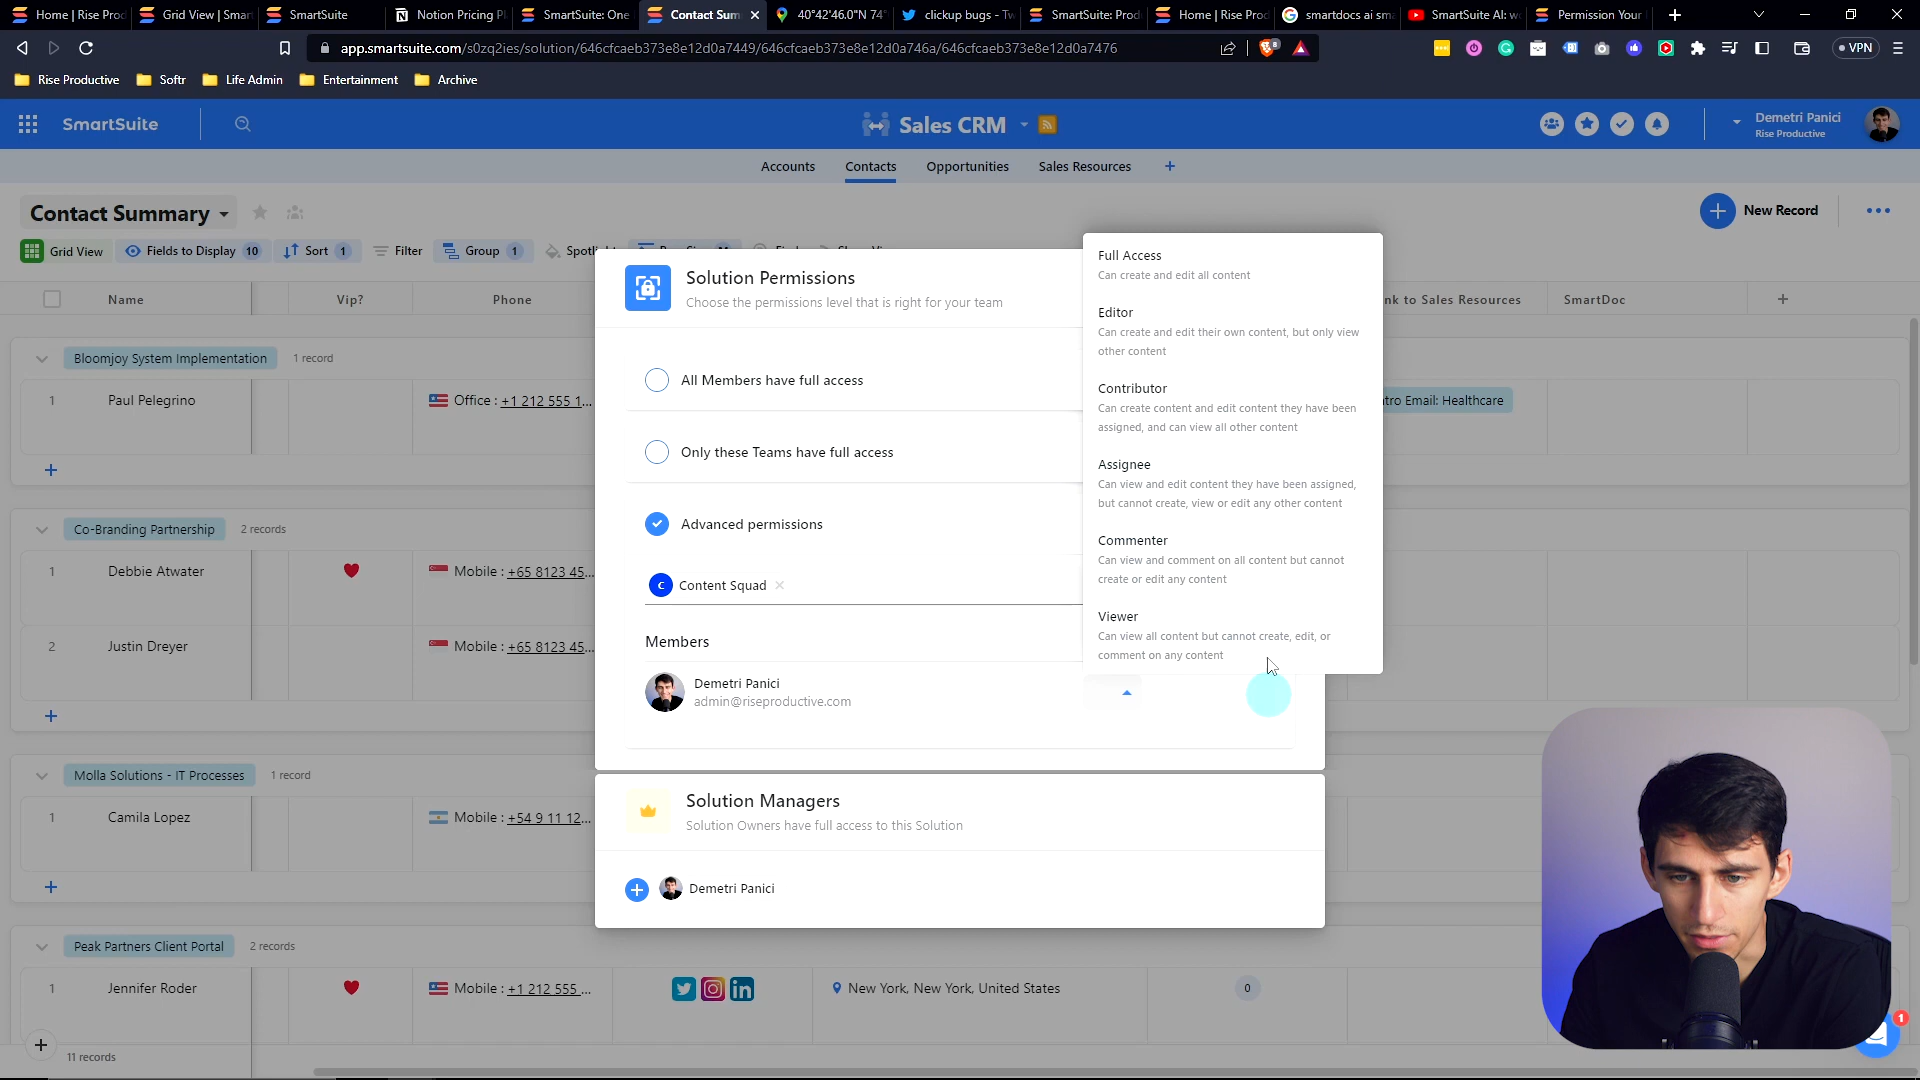 Home | Rise Prod
Grid View | Smart
SmartSuite
Notion Pricing Pl
SmartSuite: One
Contact Sum
40°42'46.0"N 74°
clickup bugs - Tw
SmartSuite: Prod
Home | Rise Prod
smartdocs ai sma
SmartSuite AI: wo
Permission Your
app.smartsuite.com/s0zq2ies/solution/646cfcaeb373e8e12d0a7449/646cfcaeb373e8e12d0a746a/646cfcaeb373e8e12d0a7476
VPN
Rise Productive
Softr
Life Admin
Entertainment
Archive
SmartSuite
Sales CRM
Demetri Panici
Rise Productive
Accounts
Contacts
Opportunities
Sales Resources
Contact Summary
New Record
Grid View
Fields to Display 10
Sort 1
Filter
Group 1
Name
Vip?
Phone
nk to Sales Resources
SmartDoc
Bloomjoy System Implementation 1 record
1 Paul Pelegrino Office : +1 212 555 1... tro Email: Healthcare
Co-Branding Partnership 2 records
1 Debbie Atwater Mobile : +65 8123 45...
2 Justin Dreyer Mobile : +65 8123 45...
Molla Solutions - IT Processes 1 record
1 Camila Lopez Mobile : +54 9 11 12...
Peak Partners Client Portal 2 records
1 Jennifer Roder Mobile : +1 212 555 ... New York, New York, United States 0
11 records
Solution Permissions
Choose the permissions level that is right for your team
All Members have full access
Only these Teams have full access
Advanced permissions
C Content Squad
Members
Demetri Panici
admin@riseproductive.com
Full Access
Can create and edit all content
Editor
Can create and edit their own content, but only view
other content
Contributor
Can create content and edit content they have been
assigned, and can view all other content
Assignee
Can view and edit content they have been assigned,
but cannot create, view or edit any other content
Commenter
Can view and comment on all content but cannot
create or edit any content
Viewer
Can view all content but cannot create, edit, or
comment on any content
Solution Managers
Solution Owners have full access to this Solution
Demetri Panici
1